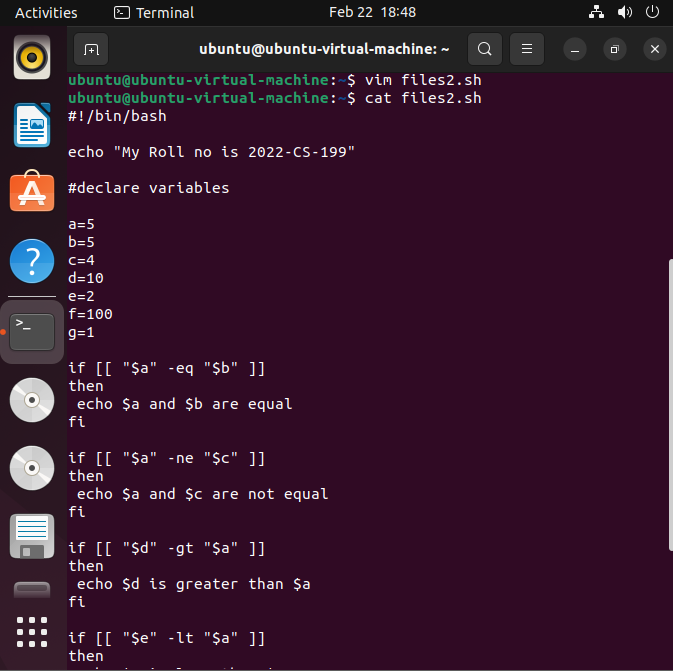 Activities
Terminal
Feb 22 18:48
ubuntu@ubuntu-virtual-machine: ~
ubuntu@ubuntu-virtual-machine:~$ vim files2.sh
ubuntu@ubuntu-virtual-machine:~$ cat files2.sh
#!/bin/bash
echo "My Roll no is 2022-CS-199"
#declare variables
a=5
b=5
c=4
d=10
e=2
f=100
g=1
if [[ "$a" -eq "$b" ]]
then
 echo $a and $b are equal
fi
if [[ "$a" -ne "$c" ]]
then
 echo $a and $c are not equal
fi
if [[ "$d" -gt "$a" ]]
then
 echo $d is greater than $a
fi
if [[ "$e" -lt "$a" ]]
then